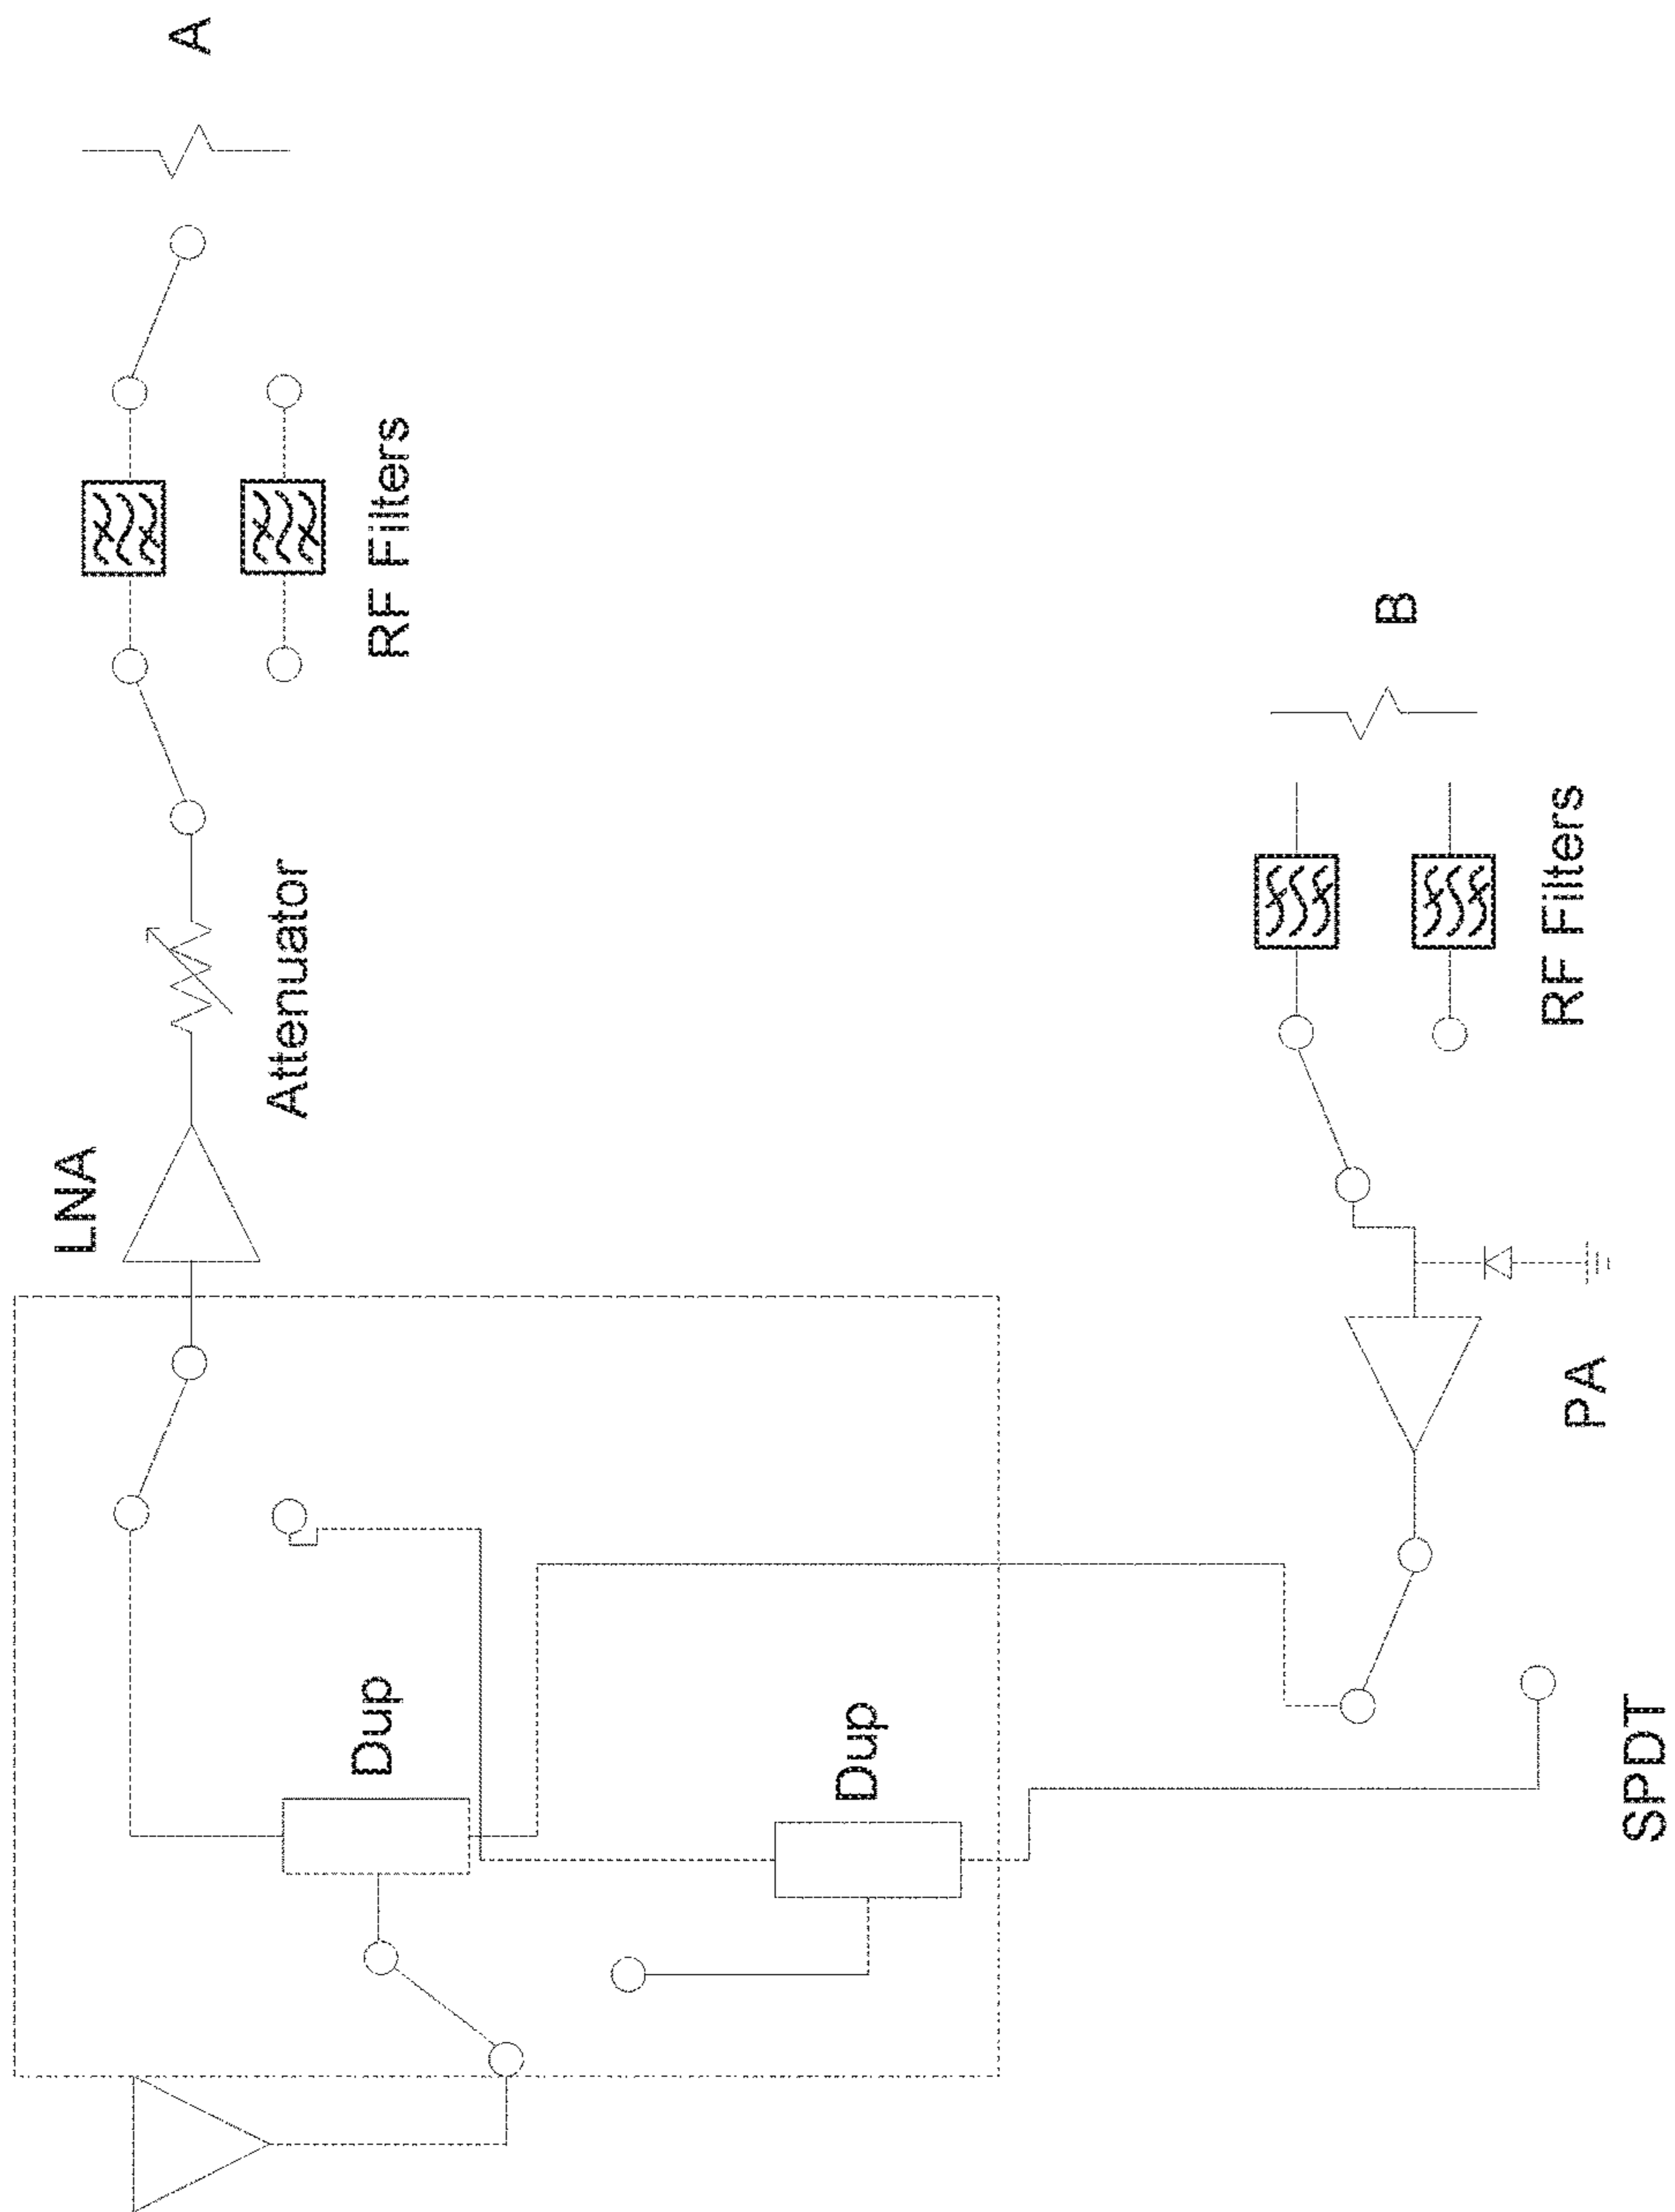 LNA
A
Attenuator
RF Filters
Dup
Dup
B
RF Filters
PA
SPDT